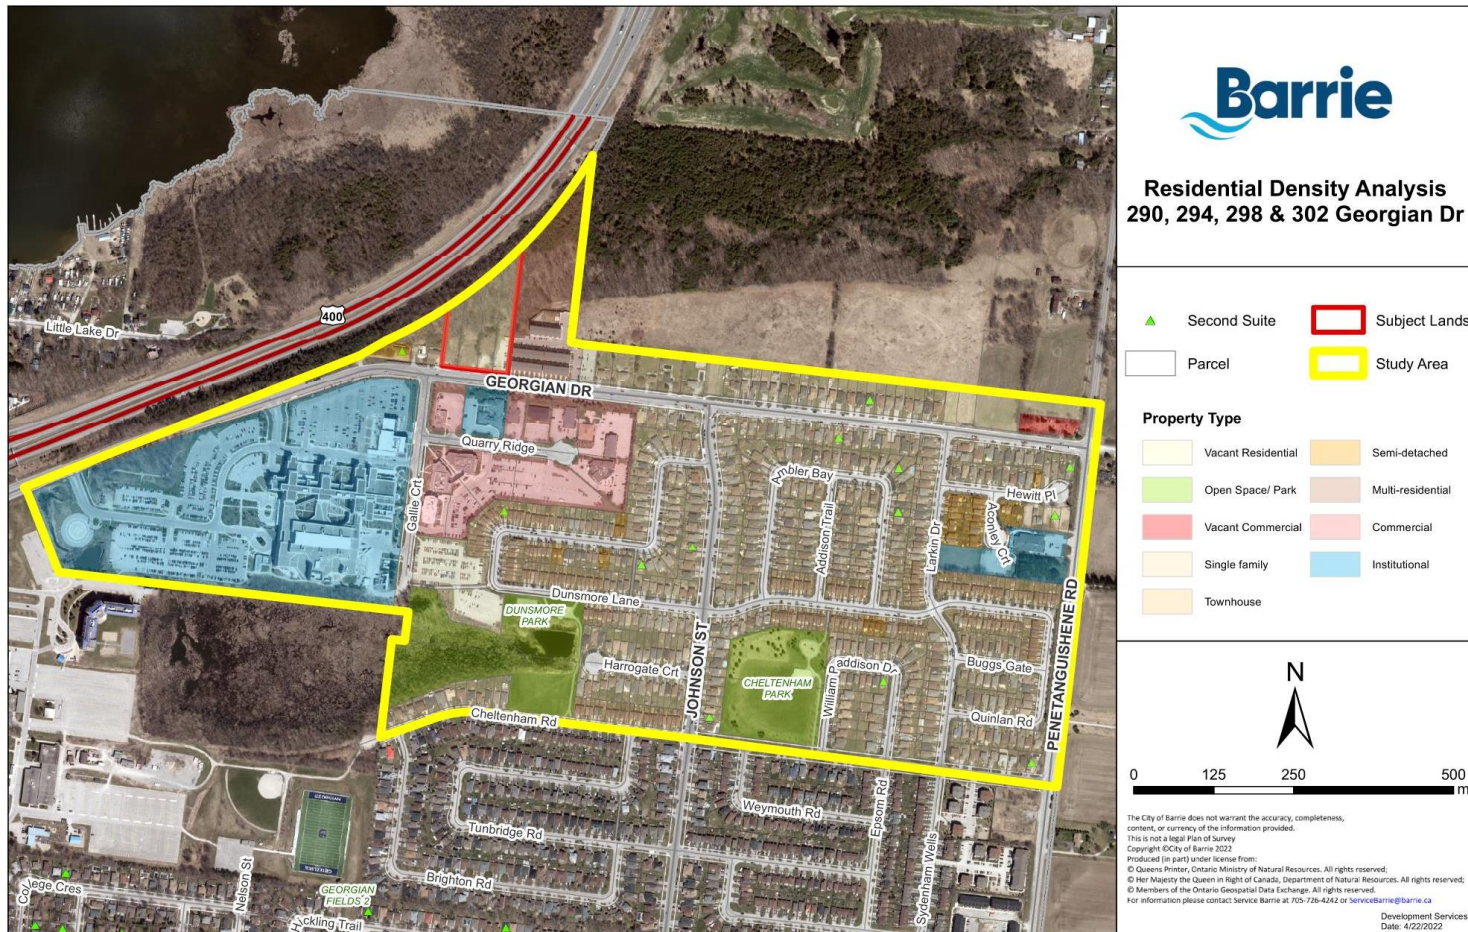 400
Little Lake Dr
GEORGIAN DR
Quarry Ridge
Gallie Crt
Ambler Bay
Addison Trail
Hewitt Pl
Larkin Dr
Aconley Crt
Dunsmore Lane
DUNSMORE
PARK
Harrogate Crt
JOHNSON ST
CHELTENHAM
PARK
William P
addison Dr
Buggs Gate
Quinlan Rd
PENETANGUISHENE RD
Cheltenham Rd
Weymouth Rd
Epsom Rd
Tunbridge Rd
Brighton Rd
Sydenham Wells
Nelson St
GEORGIAN
FIELDS 2
GEORGIAN
GRIZZLIES
Barrie
Residential Density Analysis
290, 294, 298 & 302 Georgian Dr
Second Suite
Subject Lands
Parcel
Study Area
Property Type
Vacant Residential
Semi-detached
Open Space/ Park
Multi-residential
Vacant Commercial
Commercial
Single family
Institutional
Townhouse
N
0 125 250 500
m
The City of Barrie does not warrant the accuracy, completeness,
content, or currency of the information provided.
This is not a legal Plan of Survey
Copyright ©City of Barrie 2022
Produced (in part) under license from:
© Queens Printer, Ontario Ministry of Natural Resources. All rights reserved;
© Her Majesty the Queen in Right of Canada, Department of Natural Resources. All rights reserved;
© Members of the Ontario Geospatial Data Exchange. All rights reserved.
For information please contact Service Barrie at 705-726-4242 or ServiceBarrie@barrie.ca
Development Services
Date: 4/22/2022